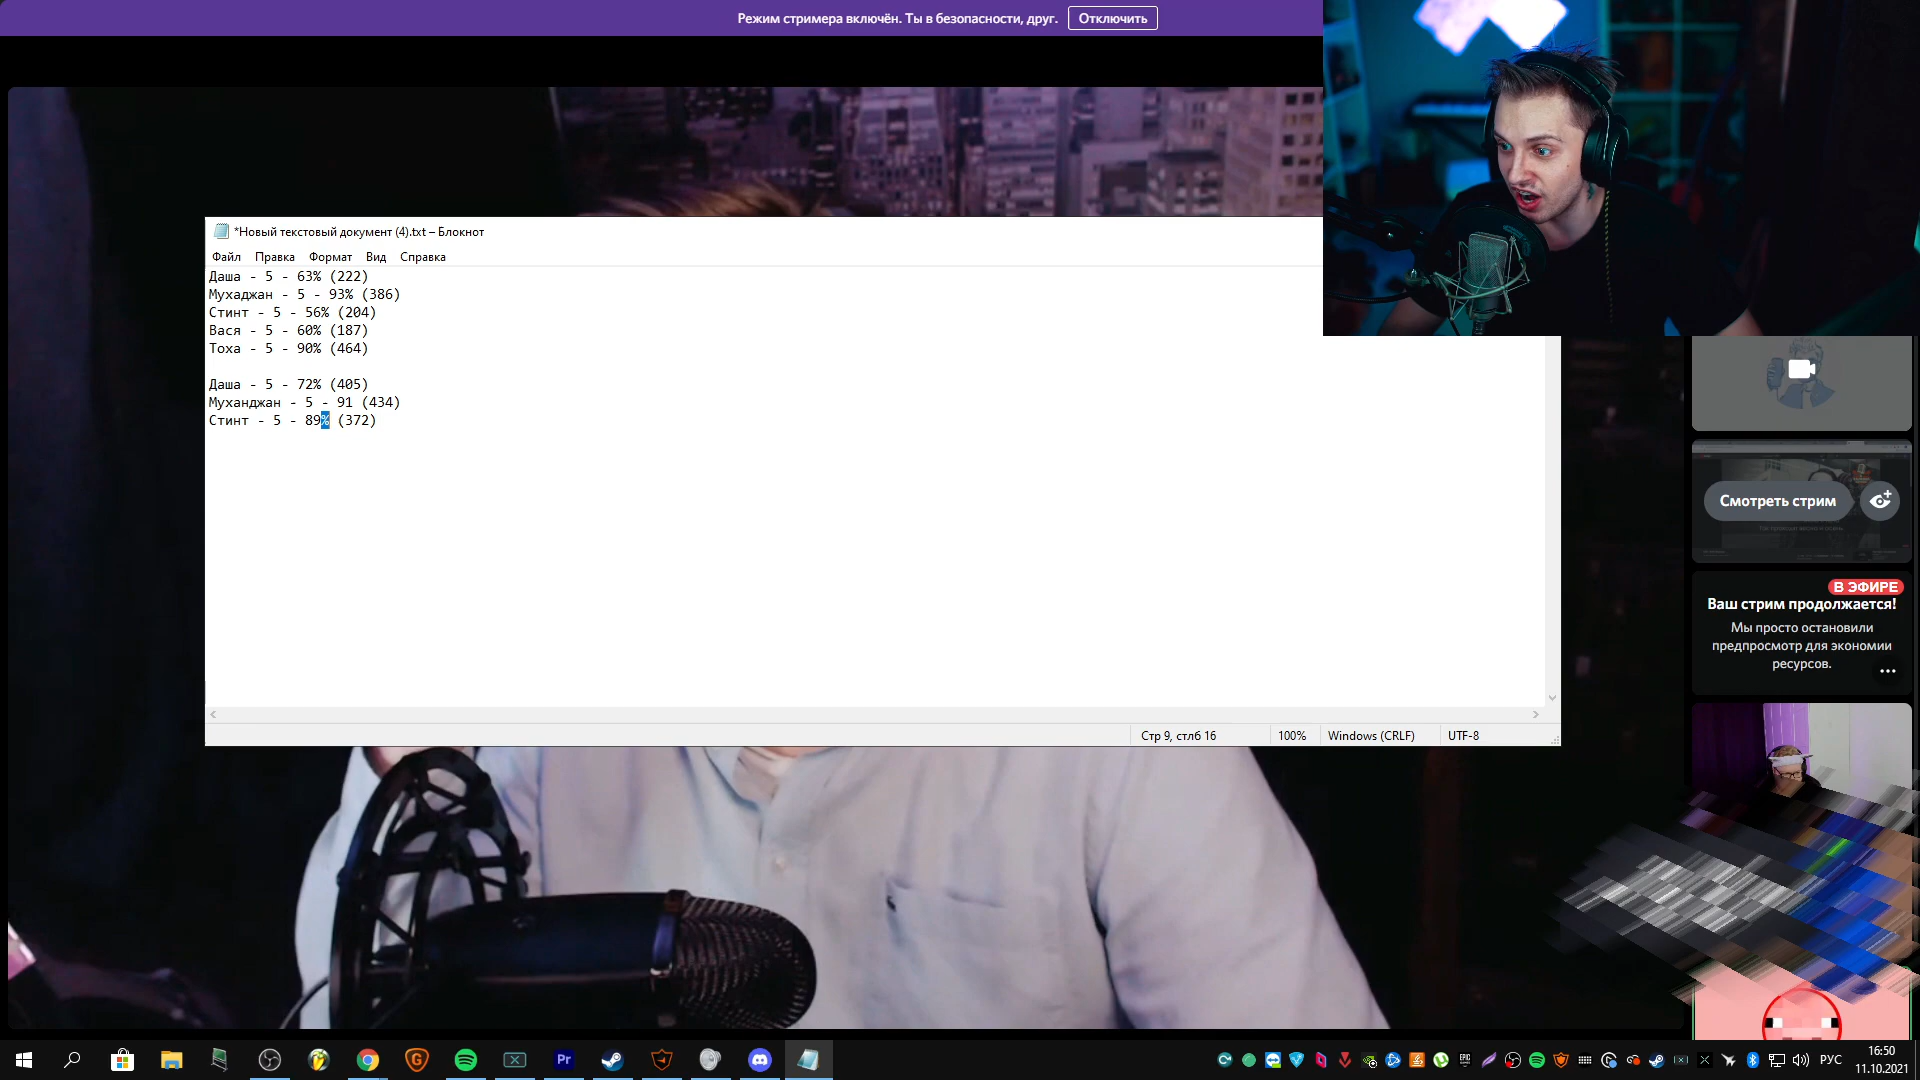 Режим стримера включён. Ты в безопасности, друг. Отключить
*Новый текстовый документ (4).txt – Блокнот
Файл Правка Формат Вид Справка
Даша - 5 - 63% (222)
Мухаджан - 5 - 93% (386)
Стинт - 5 - 56% (204)
Вася - 5 - 60% (187)
Тоха - 5 - 90% (464)
Даша - 5 - 72% (405)
Муханджан - 5 - 91 (434)
Стинт - 5 - 89% (372)
Стр 9, стлб 16 100% Windows (CRLF) UTF-8
Смотреть стрим
В ЭФИРЕ
Ваш стрим продолжается!
Мы просто остановили
предпросмотр для экономии
ресурсов.
Pr
РУС
16:50
11.10.2021